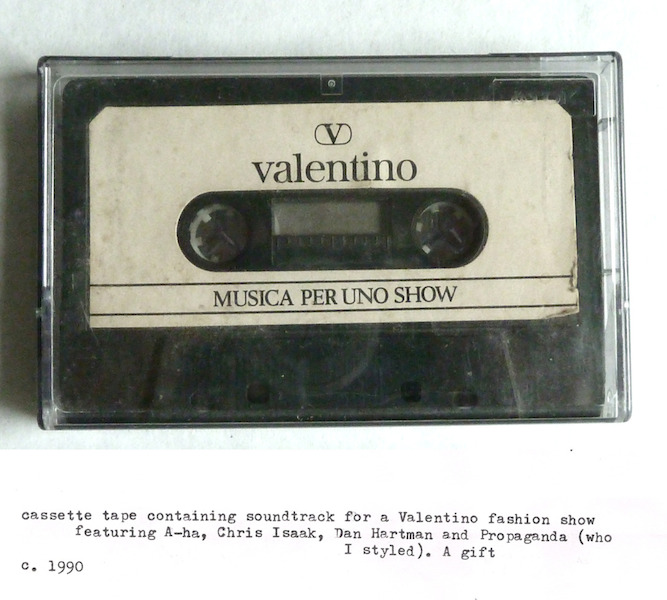 V
valentino
MUSICA PER UNO SHOW
cassette tape containing soundtrack for a Valentino fashion show
featuring A-ha, Chris Isaak, Dan Hartman and Propaganda (who
I styled). A gift
c. 1990